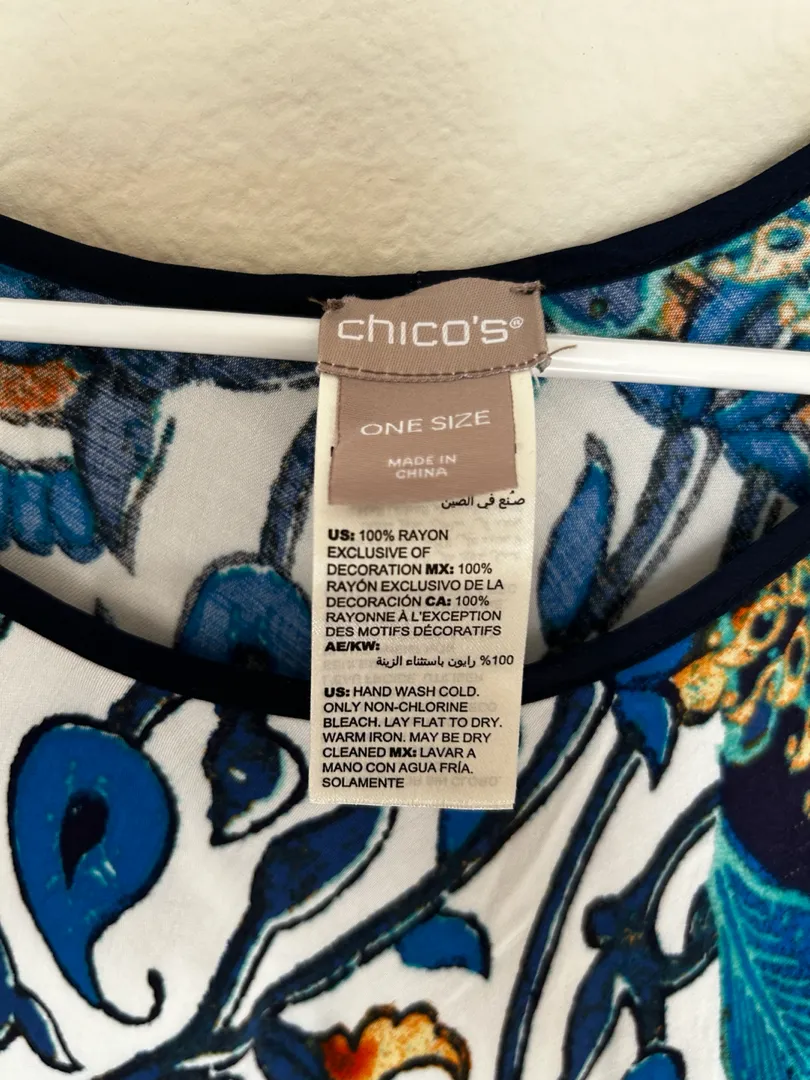 chico's®
ONE SIZE
MADE IN
CHINA
صُنع في الصين
US: 100% RAYON
EXCLUSIVE OF
DECORATION MX: 100%
RAYÓN EXCLUSIVO DE LA
DECORACIÓN CA: 100%
RAYONNE À L'EXCEPTION
DES MOTIFS DÉCORATIFS
AE/KW:
100% رايون باستثناء الزينة
US: HAND WASH COLD.
ONLY NON-CHLORINE
BLEACH. LAY FLAT TO DRY.
WARM IRON. MAY BE DRY
CLEANED MX: LAVAR A
MANO CON AGUA FRÍA.
SOLAMENTE